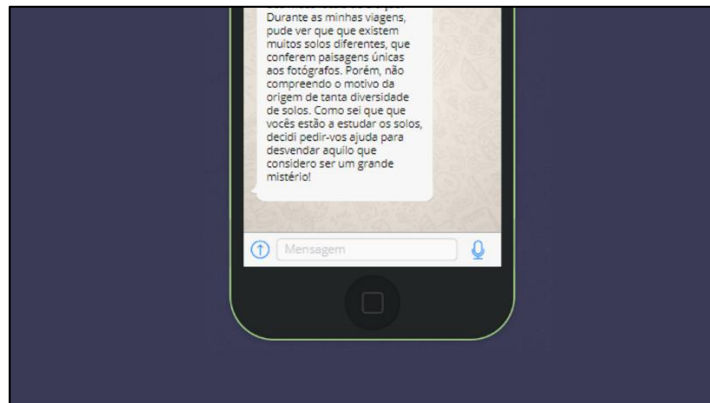 Durante as minhas viagens,
pude ver que que existem
muitos solos diferentes, que
conferem paisagens únicas
aos fotógrafos. Porém, não
compreendo o motivo da
origem de tanta diversidade
de solos. Como sei que que
vocês estão a estudar os solos,
decidi pedir-vos ajuda para
desvendar aquilo que
considero ser um grande
mistério!
Mensagem